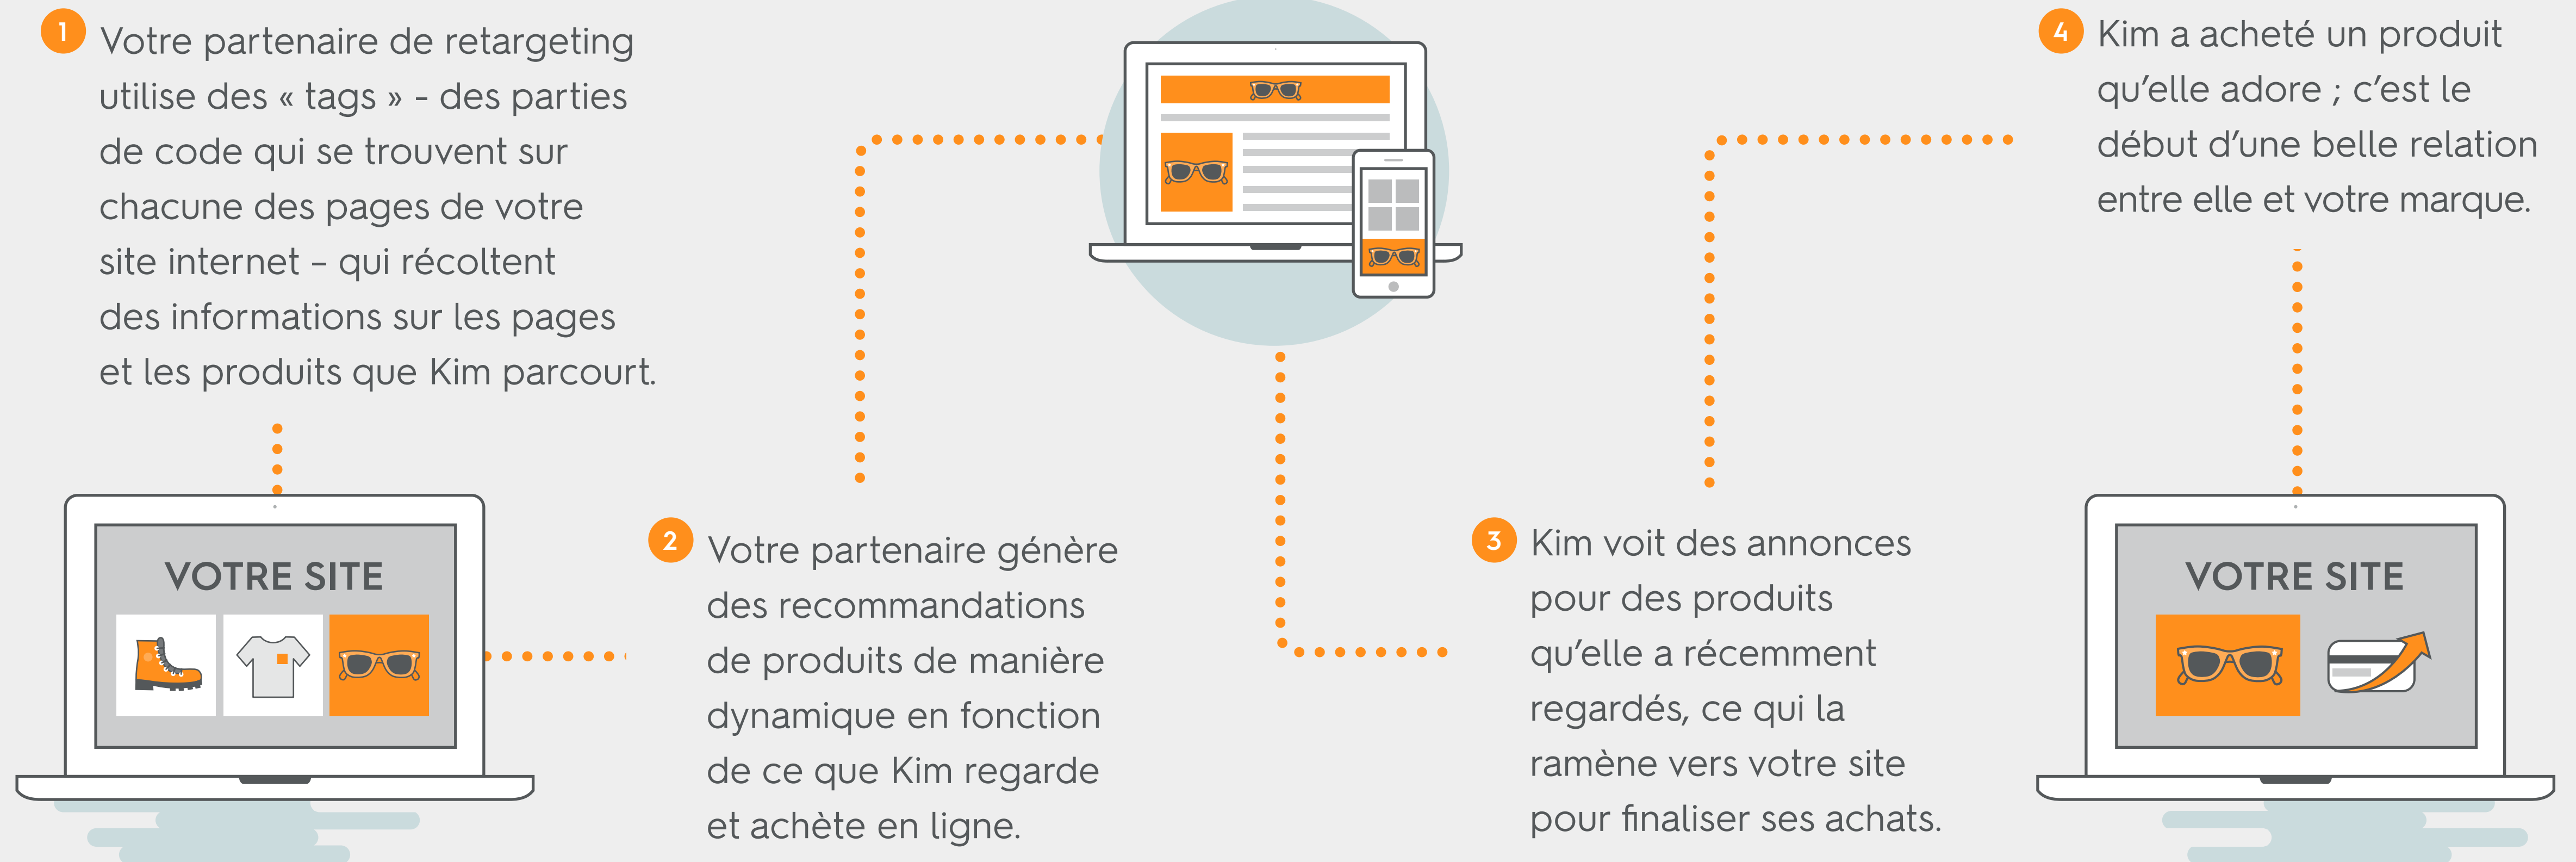 1
Votre partenaire de retargeting
utilise des « tags » - des parties
de code qui se trouvent sur
chacune des pages de votre
site internet – qui récoltent
des informations sur les pages
et les produits que Kim parcourt.
VOTRE SITE
2
Votre partenaire génère
des recommandations
de produits de manière
dynamique en fonction
de ce que Kim regarde
et achète en ligne.
3
Kim voit des annonces
pour des produits
qu’elle a récemment
regardés, ce qui la
ramène vers votre site
pour finaliser ses achats.
4
Kim a acheté un produit
qu’elle adore ; c’est le
début d’une belle relation
entre elle et votre marque.
VOTRE SITE